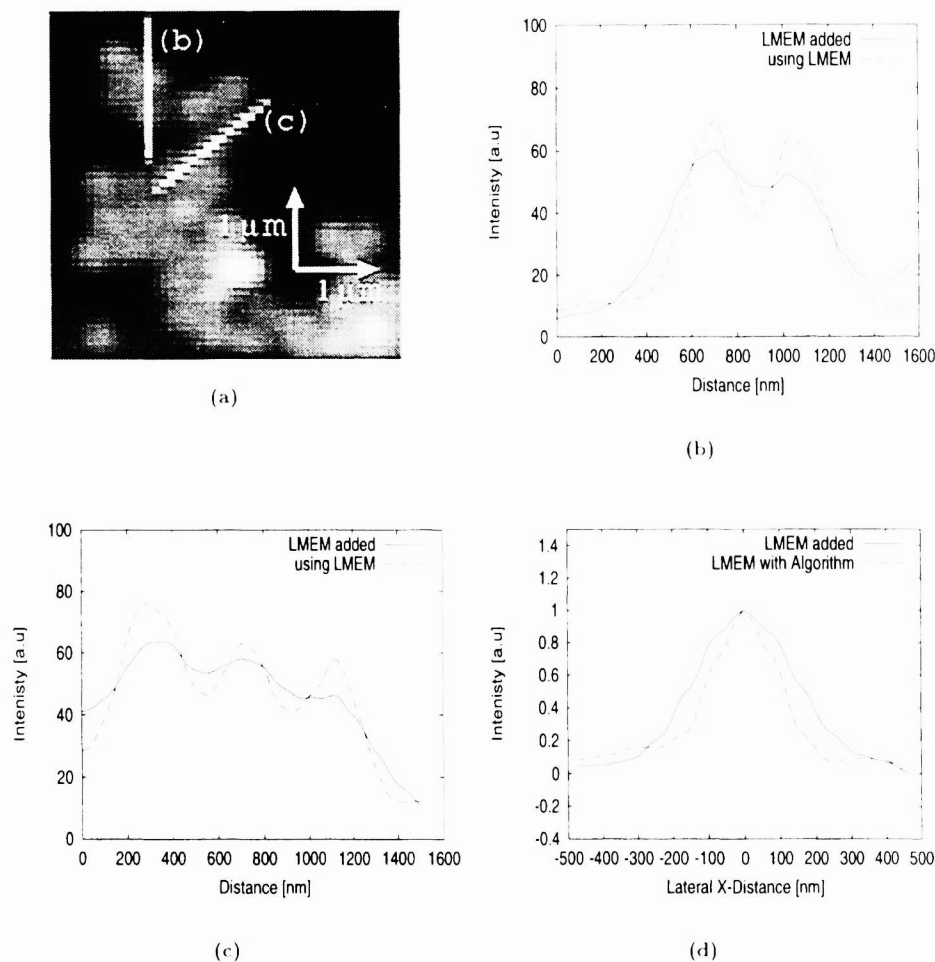 (b)
(c)
1μm
1μm
(a)
LMEM added
using LMEM
Intenisty [a.u]
100
80
60
40
20
0
0 200 400 600 800 1000 1200 1400 1600
Distance [nm]
(b)
LMEM added
using LMEM
Intenisty [a.u]
100
80
60
40
20
0
0 200 400 600 800 1000 1200 1400 1600
Distance [nm]
(c)
LMEM added
LMEM with Algorithm
Intenisty [a.u]
1.4
1.2
1
0.8
0.6
0.4
0.2
0
-0.2
-0.4
-500 -400 -300 -200 -100 0 100 200 300 400 500
Lateral X-Distance [nm]
(d)